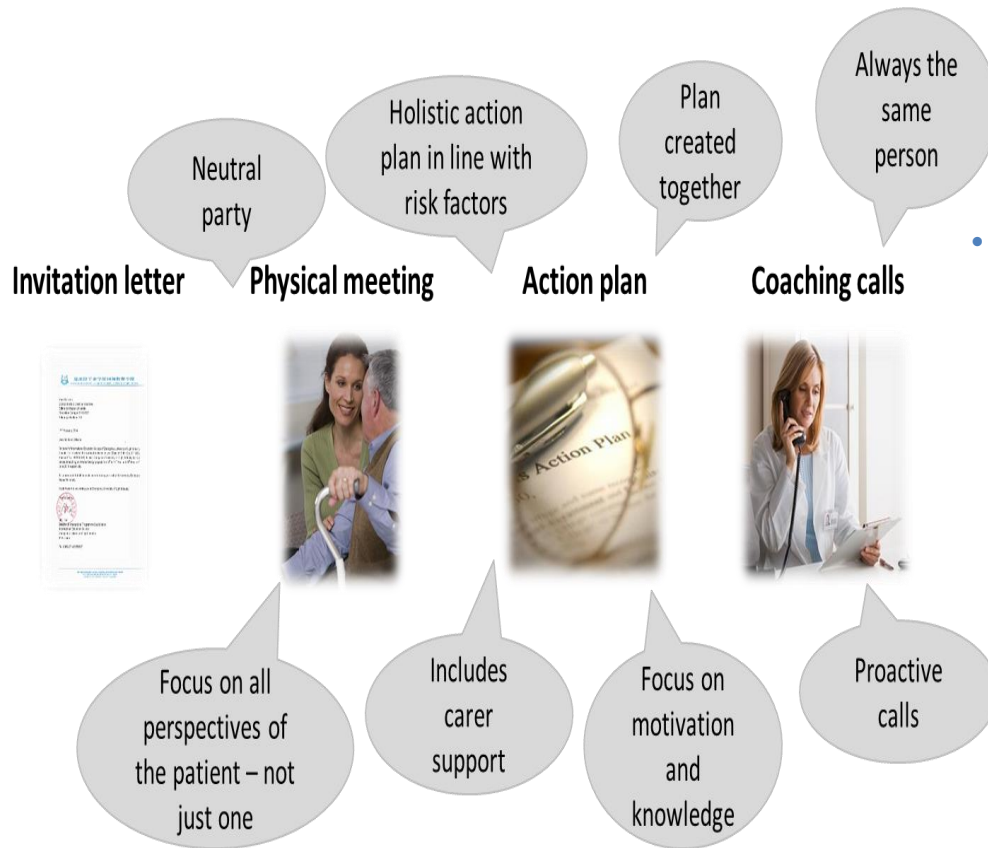 Always the
same
person
Plan
created
together
Holistic action
plan in line with
risk factors
Neutral
party
Invitation letter
Physical meeting
Action plan
Coaching calls
s Action Plan
Focus on all
perspectives of
the patient – not
just one
Includes
carer
support
Focus on
motivation
and
knowledge
Proactive
calls